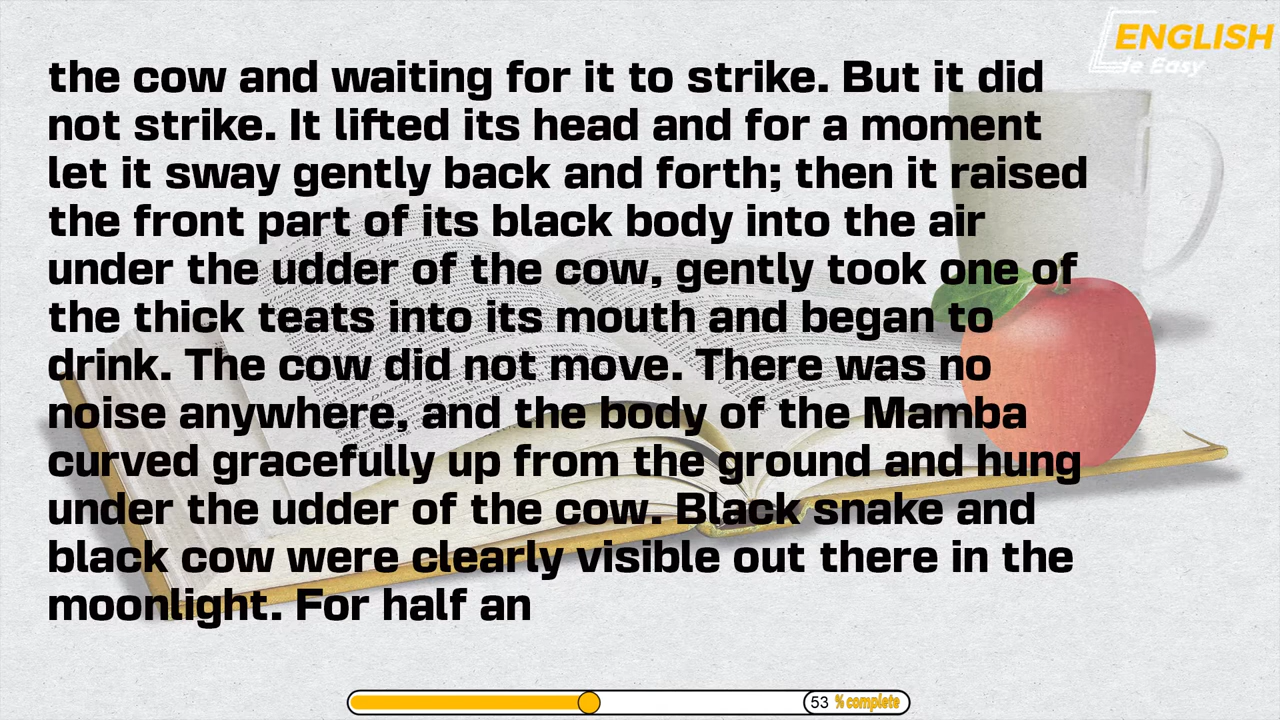 ENGLISH
de Easy
the cow and waiting for it to strike. But it did
not strike. It lifted its head and for a moment
let it sway gently back and forth; then it raised
the front part of its black body into the air
under the udder of the cow, gently took one of
the thick teats into its mouth and began to
drink. The cow did not move. There was no
noise anywhere, and the body of the Mamba
curved gracefully up from the ground and hung
under the udder of the cow. Black snake and
black cow were clearly visible out there in the
moonlight. For half an
53 % complete